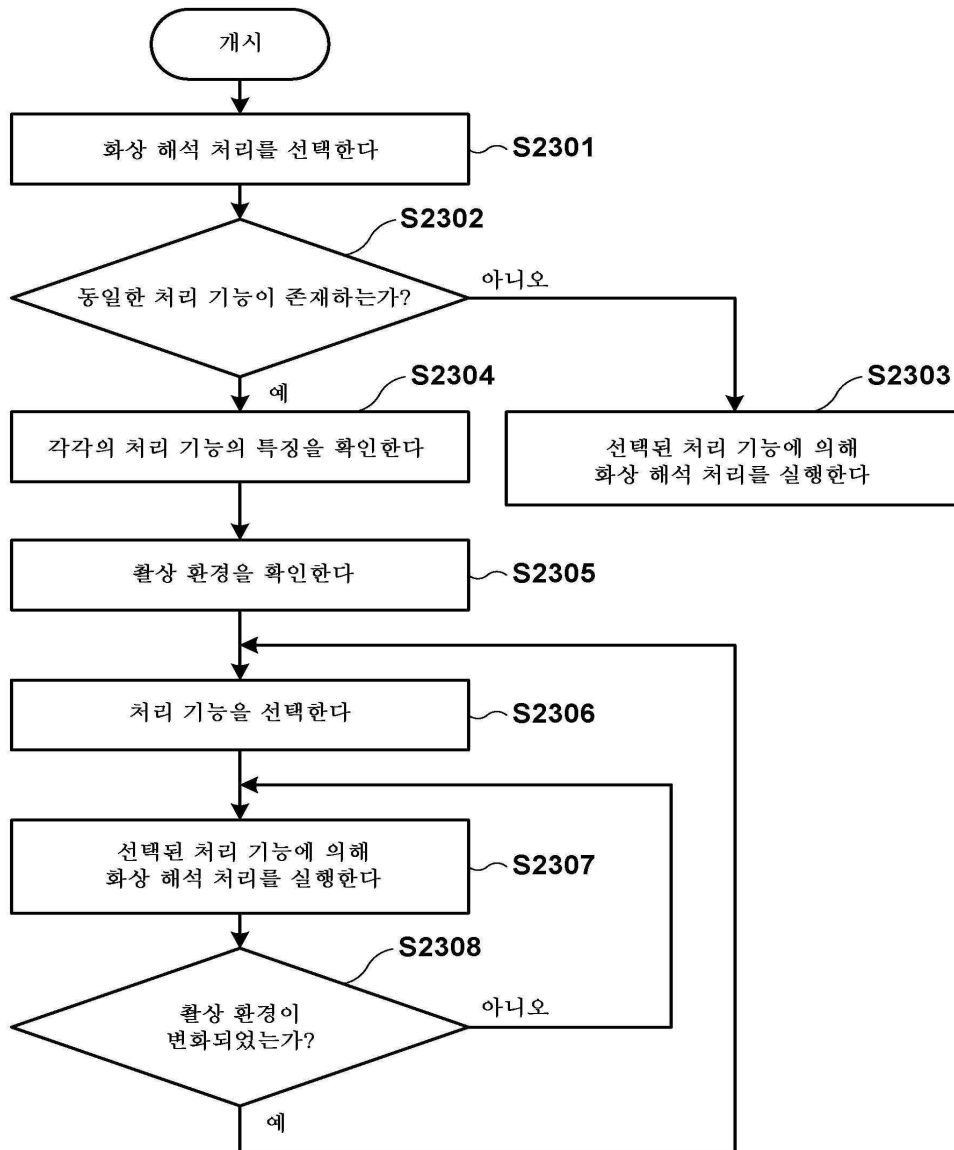 개시
화상 해석 처리를 선택한다
S2301
S2302
동일한 처리 기능이 존재하는가?
아니오
예
S2304
S2303
각각의 처리 기능의 특징을 확인한다
선택된 처리 기능에 의해
화상 해석 처리를 실행한다
촬상 환경을 확인한다
S2305
처리 기능을 선택한다
S2306
선택된 처리 기능에 의해
화상 해석 처리를 실행한다
S2307
S2308
촬상 환경이
변화되었는가?
아니오
예